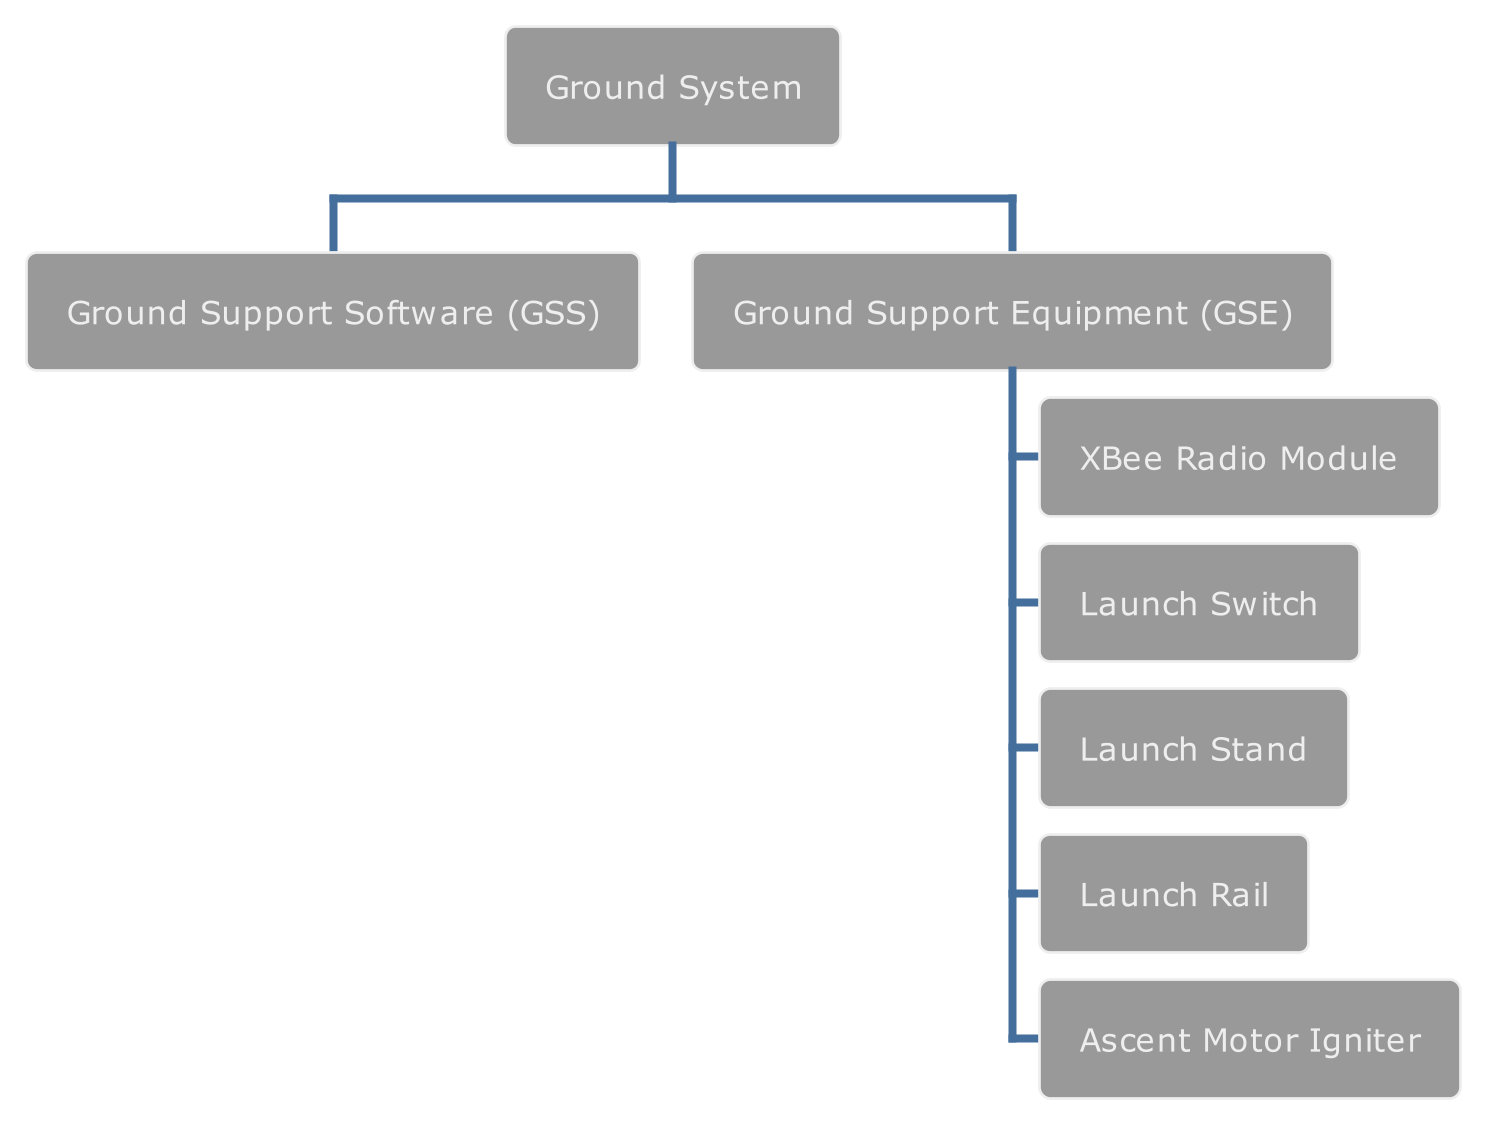 Ground System
Ground Support Software (GSS)
Ground Support Equipment (GSE)
XBee Radio Module
Launch Switch
Launch Stand
Launch Rail
Ascent Motor Igniter